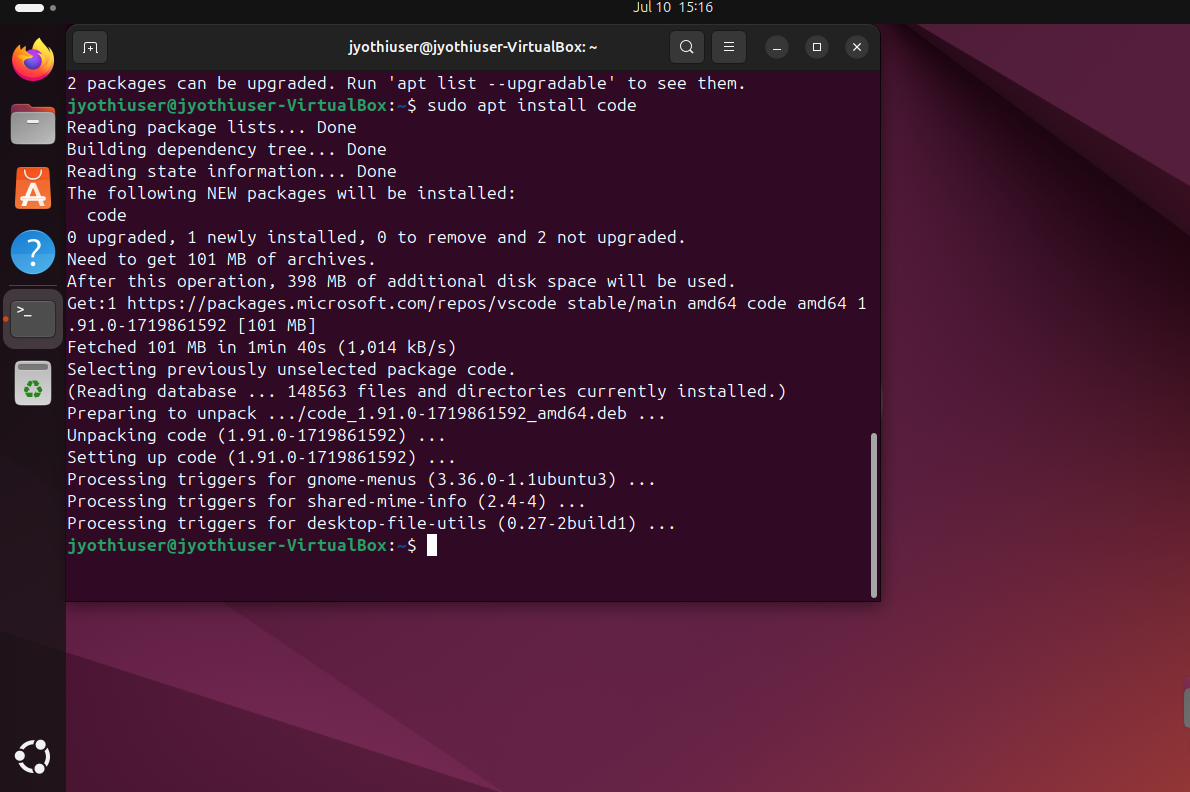 Jul 10 15:16
jyothiuser@jyothiuser-VirtualBox: ~
2 packages can be upgraded. Run 'apt list --upgradable' to see them.
jyothiuser@jyothiuser-VirtualBox:~$ sudo apt install code
Reading package lists... Done
Building dependency tree... Done
Reading state information... Done
The following NEW packages will be installed:
  code
0 upgraded, 1 newly installed, 0 to remove and 2 not upgraded.
Need to get 101 MB of archives.
After this operation, 398 MB of additional disk space will be used.
Get:1 https://packages.microsoft.com/repos/vscode stable/main amd64 code amd64 1
.91.0-1719861592 [101 MB]
Fetched 101 MB in 1min 40s (1,014 kB/s)
Selecting previously unselected package code.
(Reading database ... 148563 files and directories currently installed.)
Preparing to unpack .../code_1.91.0-1719861592_amd64.deb ...
Unpacking code (1.91.0-1719861592) ...
Setting up code (1.91.0-1719861592) ...
Processing triggers for gnome-menus (3.36.0-1.1ubuntu3) ...
Processing triggers for shared-mime-info (2.4-4) ...
Processing triggers for desktop-file-utils (0.27-2build1) ...
jyothiuser@jyothiuser-VirtualBox:~$